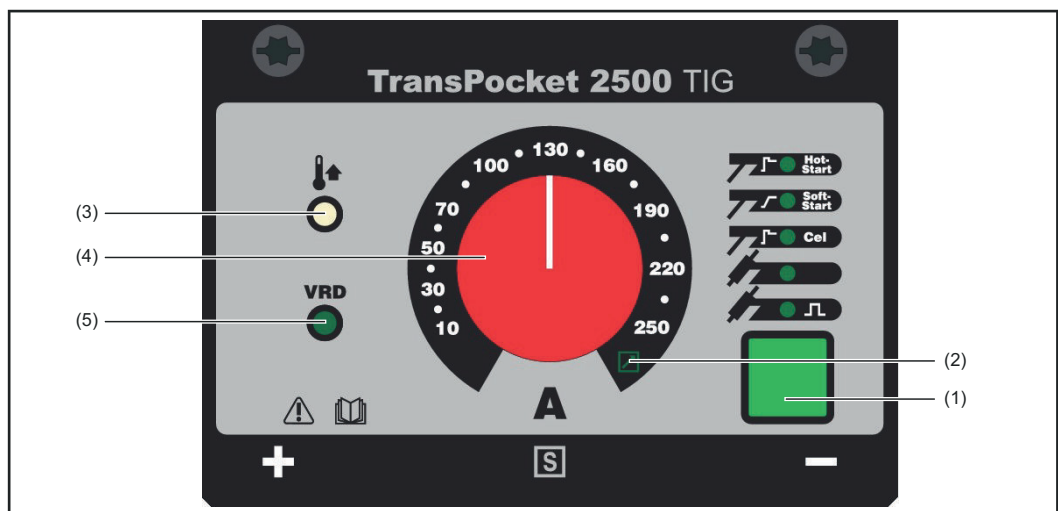 TransPocket 2500 TIG
130
100
160
70
190
50
220
30
10
250
Hot-
Start
Soft-
Start
Cel
VRD
(3)
(4)
(5)
(2)
(1)
A
+
S
−